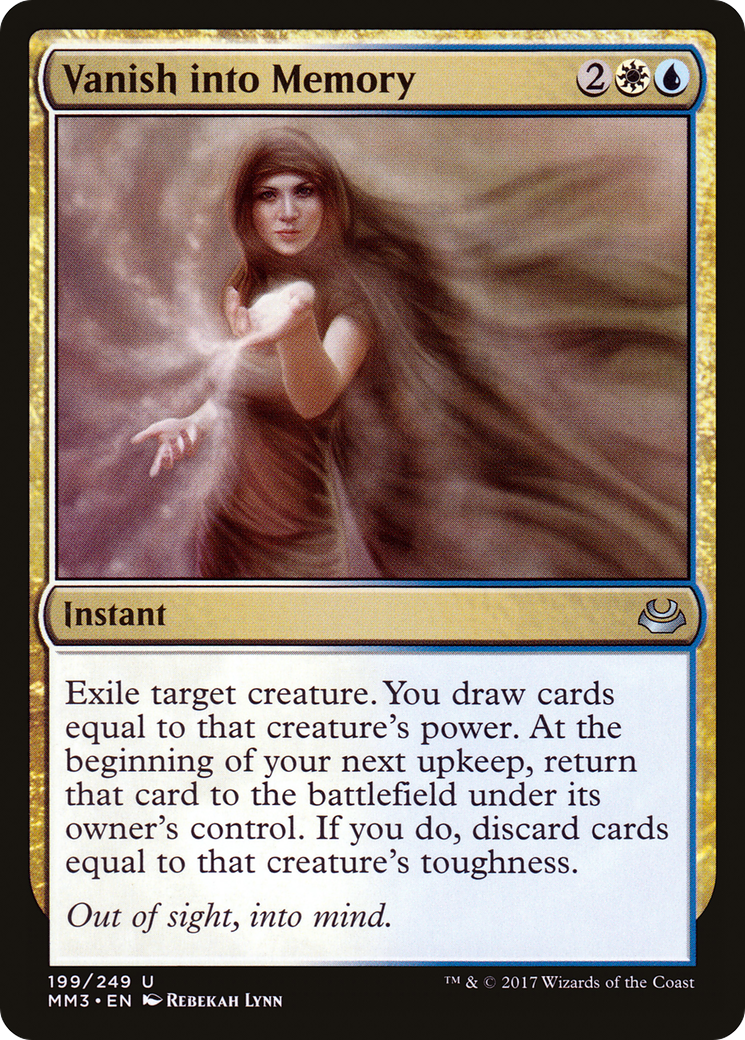 Vanish into Memory 2
Instant
Exile target creature. You draw cards
equal to that creature's power. At the
beginning of your next upkeep, return
that card to the battlefield under its
owner's control. If you do, discard cards
equal to that creature's toughness.
Out of sight, into mind.
199/249 U
MM3 • EN Rebekah Lynn
™ & © 2017 Wizards of the Coast